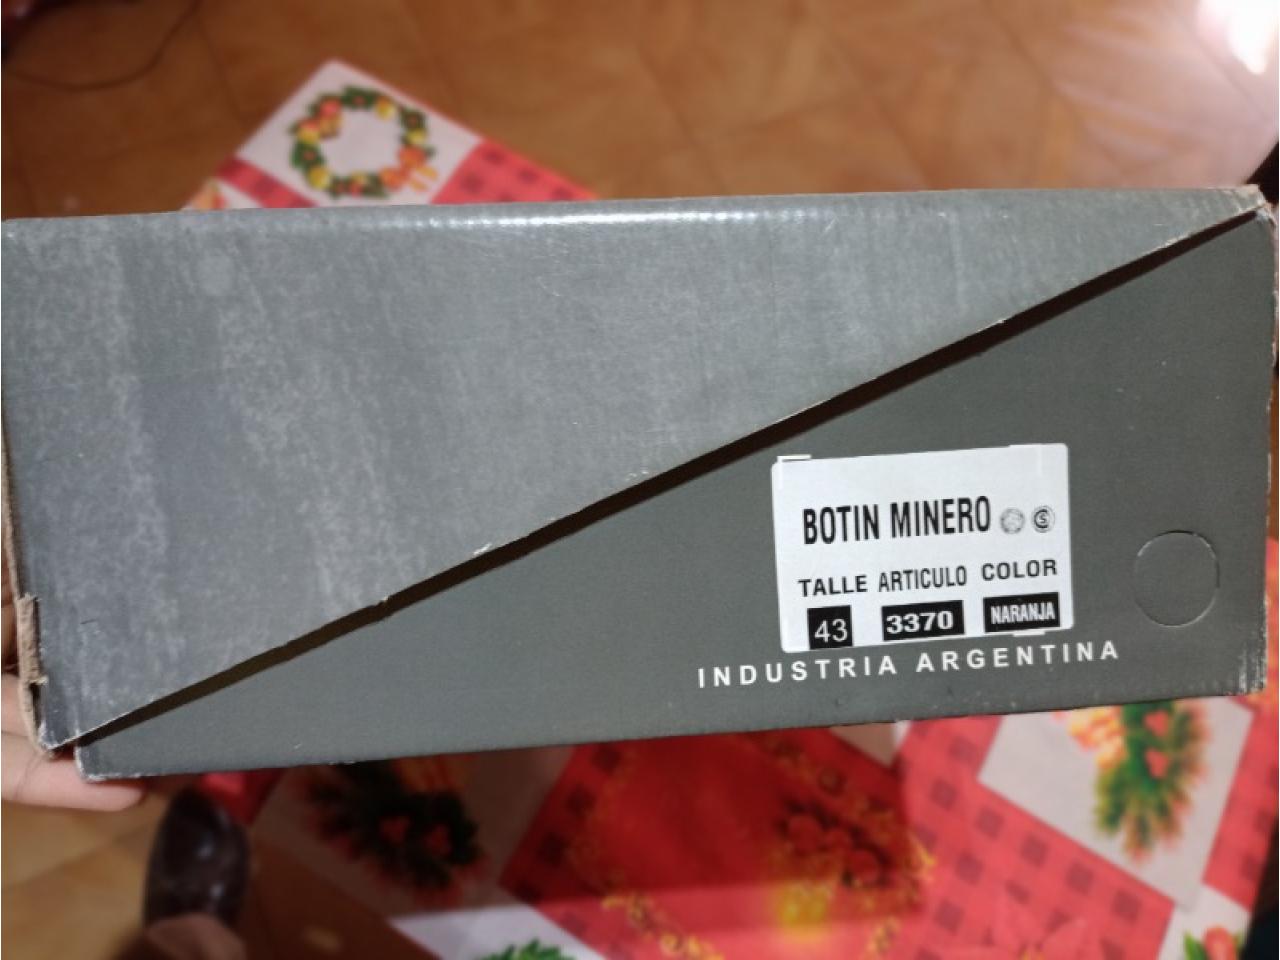 BOTIN MINERO
TALLE ARTICULO COLOR
43 3370 NARANJA
INDUSTRIA ARGENTINA